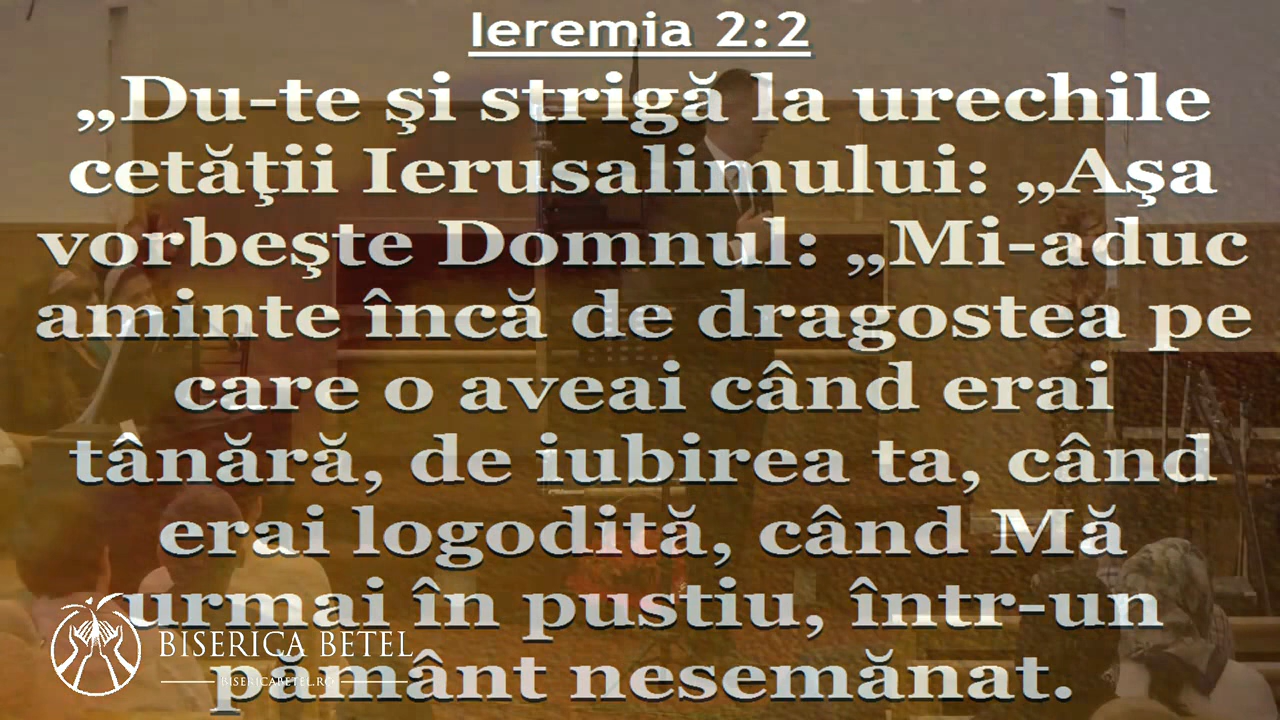 Ieremia 2:2
„Du-te şi strigă la urechile
cetăţii Ierusalimului: „Aşa
vorbeşte Domnul: „Mi-aduc
aminte încă de dragostea pe
care o aveai când erai
tânără, de iubirea ta, când
erai logodită, când Mă
urmai în pustiu, într-un
pământ nesemănat.
BISERICA BETEL
BISERICABETEL.RO